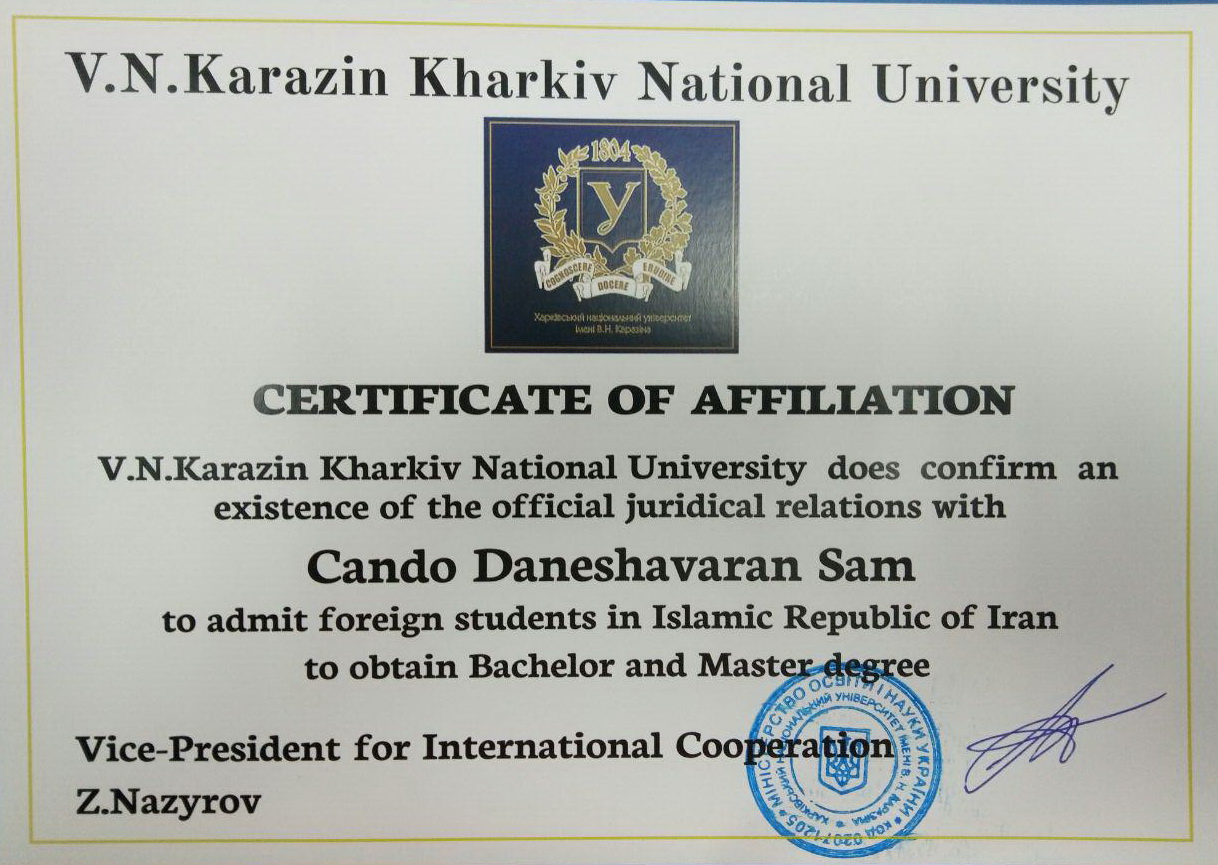 V.N.Karazin Kharkiv National University
1804
У
COGNOSCERE
DOCERE
ERUDIRE
Харківський національний університет
імені В.Н. Каразіна
CERTIFICATE OF AFFILIATION
V.N.Karazin Kharkiv National University does confirm an
existence of the official juridical relations with
Cando Daneshavaran Sam
to admit foreign students in Islamic Republic of Iran
to obtain Bachelor and Master degree
Vice-President for International Cooperation
Z.Nazyrov
МІНІСТЕРСТВО ОСВІТИ І НАУКИ УКРАЇНИ * КОД 02071205 *
ХАРКІВСЬКИЙ НАЦІОНАЛЬНИЙ УНІВЕРСИТЕТ ІМЕНІ В. Н. КАРАЗІНА *